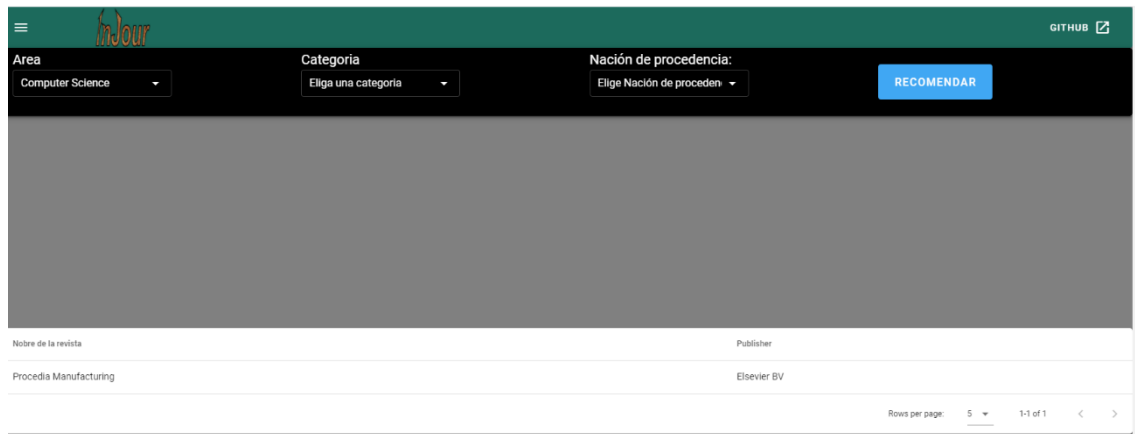 InJour
GITHUB
Area
Categoria
Nación de procedencia:
Computer Science
Eliga una categoria
Elige Nación de proceden
RECOMENDAR
Nobre de la revista Publisher
Procedia Manufacturing Elsevier BV
Rows per page: 5 1-1 of 1